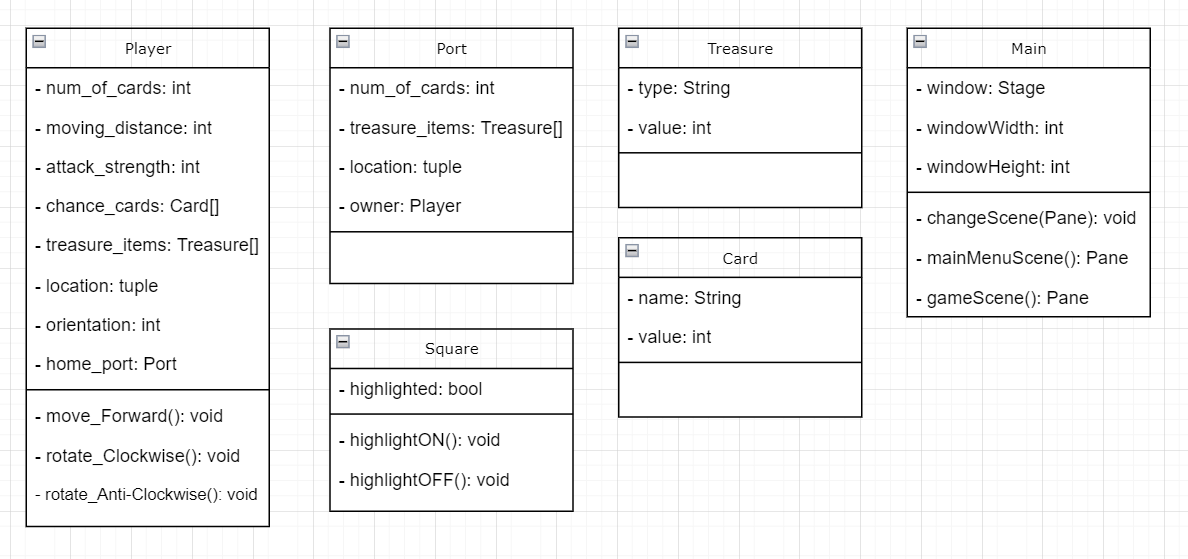 Player
- num_of_cards: int
- moving_distance: int
- attack_strength: int
- chance_cards: Card[]
- treasure_items: Treasure[]
- location: tuple
- orientation: int
- home_port: Port
- move_Forward(): void
- rotate_Clockwise(): void
- rotate_Anti-Clockwise(): void
Port
- num_of_cards: int
- treasure_items: Treasure[]
- location: tuple
- owner: Player
Square
- highlighted: bool
- highlightON(): void
- highlightOFF(): void
Treasure
- type: String
- value: int
Card
- name: String
- value: int
Main
- window: Stage
- windowWidth: int
- windowHeight: int
- changeScene(Pane): void
- mainMenuScene(): Pane
- gameScene(): Pane